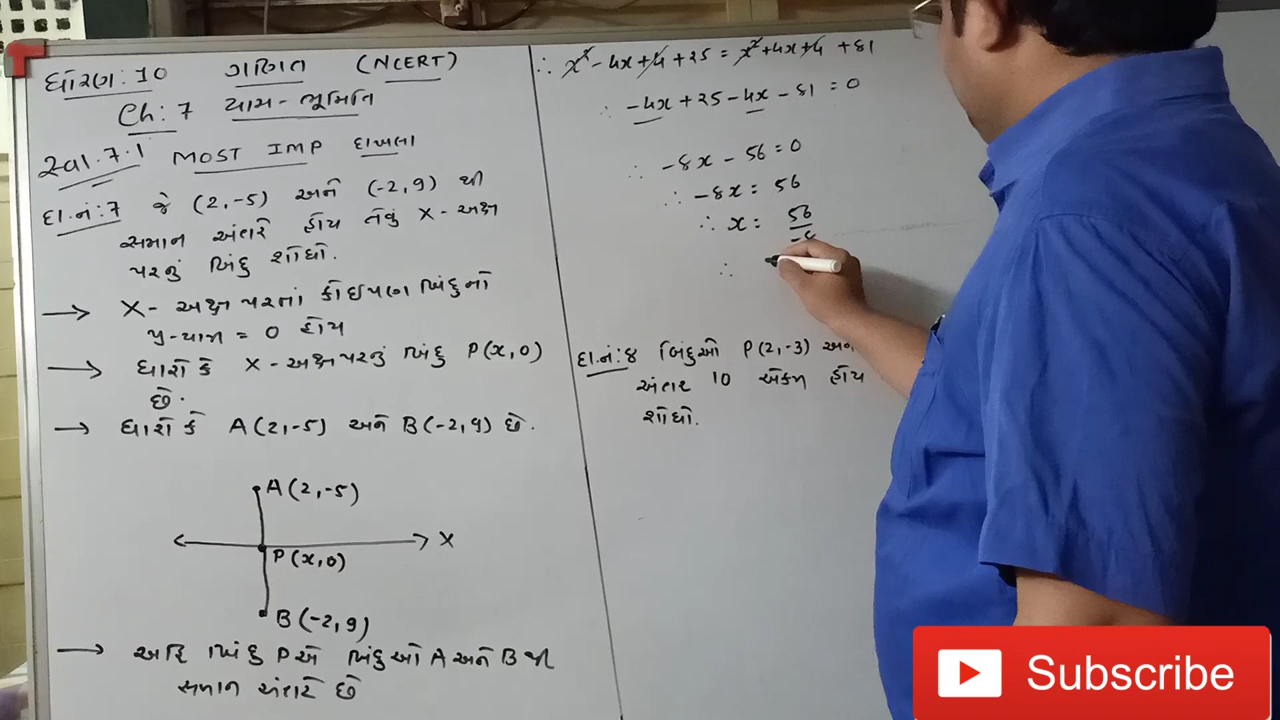 ધોરણ:10 ગણિત (NCERT)
Ch: 7 યામ-ભૂમિતિ
સ્વા.7.1 MOST IMP દાખલા
દા.નં:7 જે (2,-5) અને (-2,9) થી
સમાન અંતરે હોય તેવું X-અક્ષ
પરનું બિંદુ શોધો.
→ X-અક્ષ પરનાં કોઇપણ બિંદુનો
y-યામ = 0 હોય
→ ધારો કે X-અક્ષપરનું બિંદુ P(x,0)
છે.
→ ધારો કે A(2,-5) અને B(-2,9) છે.
A(2,-5)
X
P(x,0)
B(-2,9)
→ અહિ બિંદુ P એ બિંદુઓ A અને B થી
સમાન અંતરે છે
∴ x²-4x+4+25 = x²+4x+4+81
∴ -4x+25-4x-81 = 0
∴ -8x-56=0
∴ -8x = 56
∴ x = 56/-8
∴
દા.નં:8 બિંદુઓ P(2,-3) અને
અંતર 10 એકમ હોય
શોધો.
Subscribe